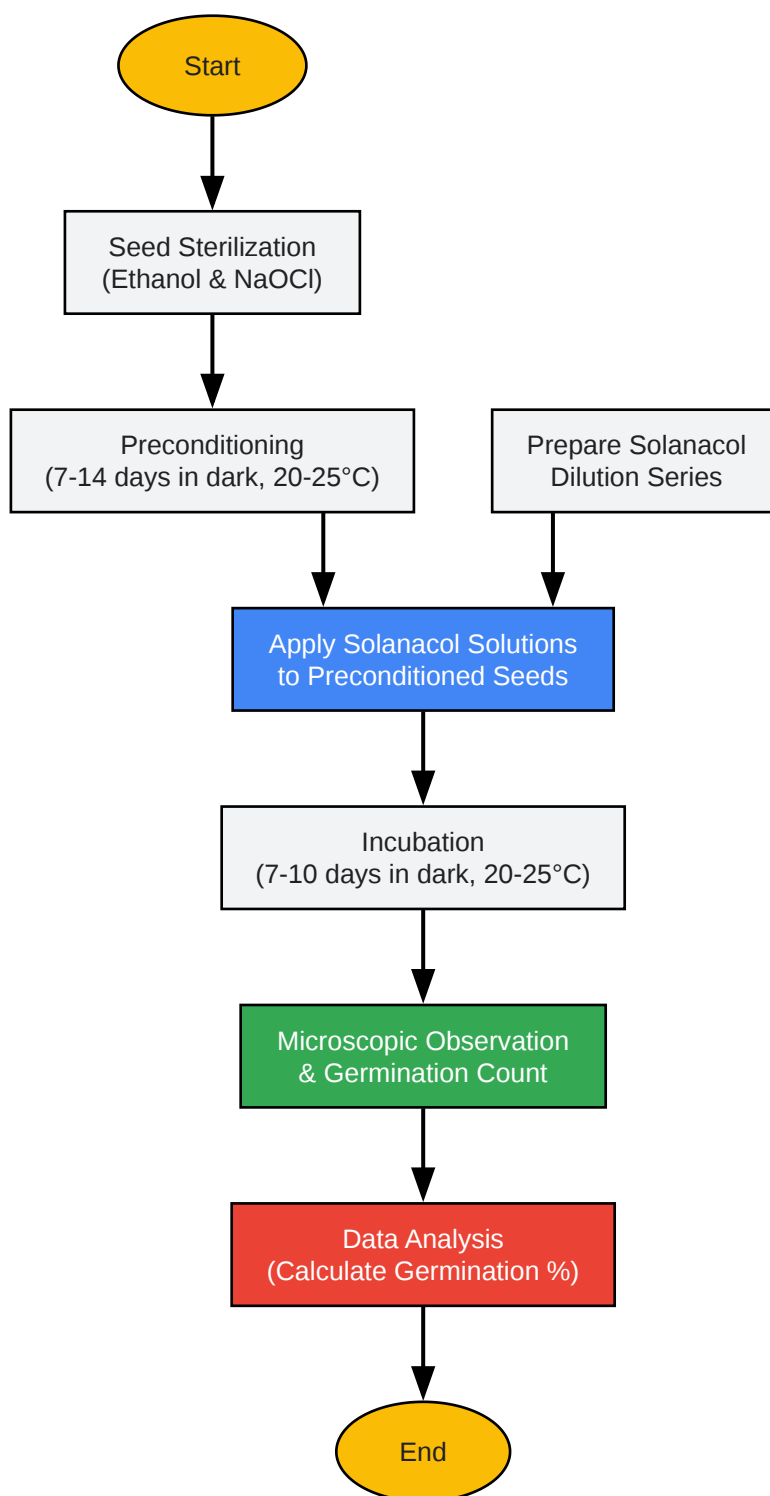 Start
Seed Sterilization
(Ethanol & NaOCl)
Preconditioning
(7-14 days in dark, 20-25°C)
Prepare Solanacol
Dilution Series
Apply Solanacol Solutions
to Preconditioned Seeds
Incubation
(7-10 days in dark, 20-25°C)
Microscopic Observation
& Germination Count
Data Analysis
(Calculate Germination %)
End